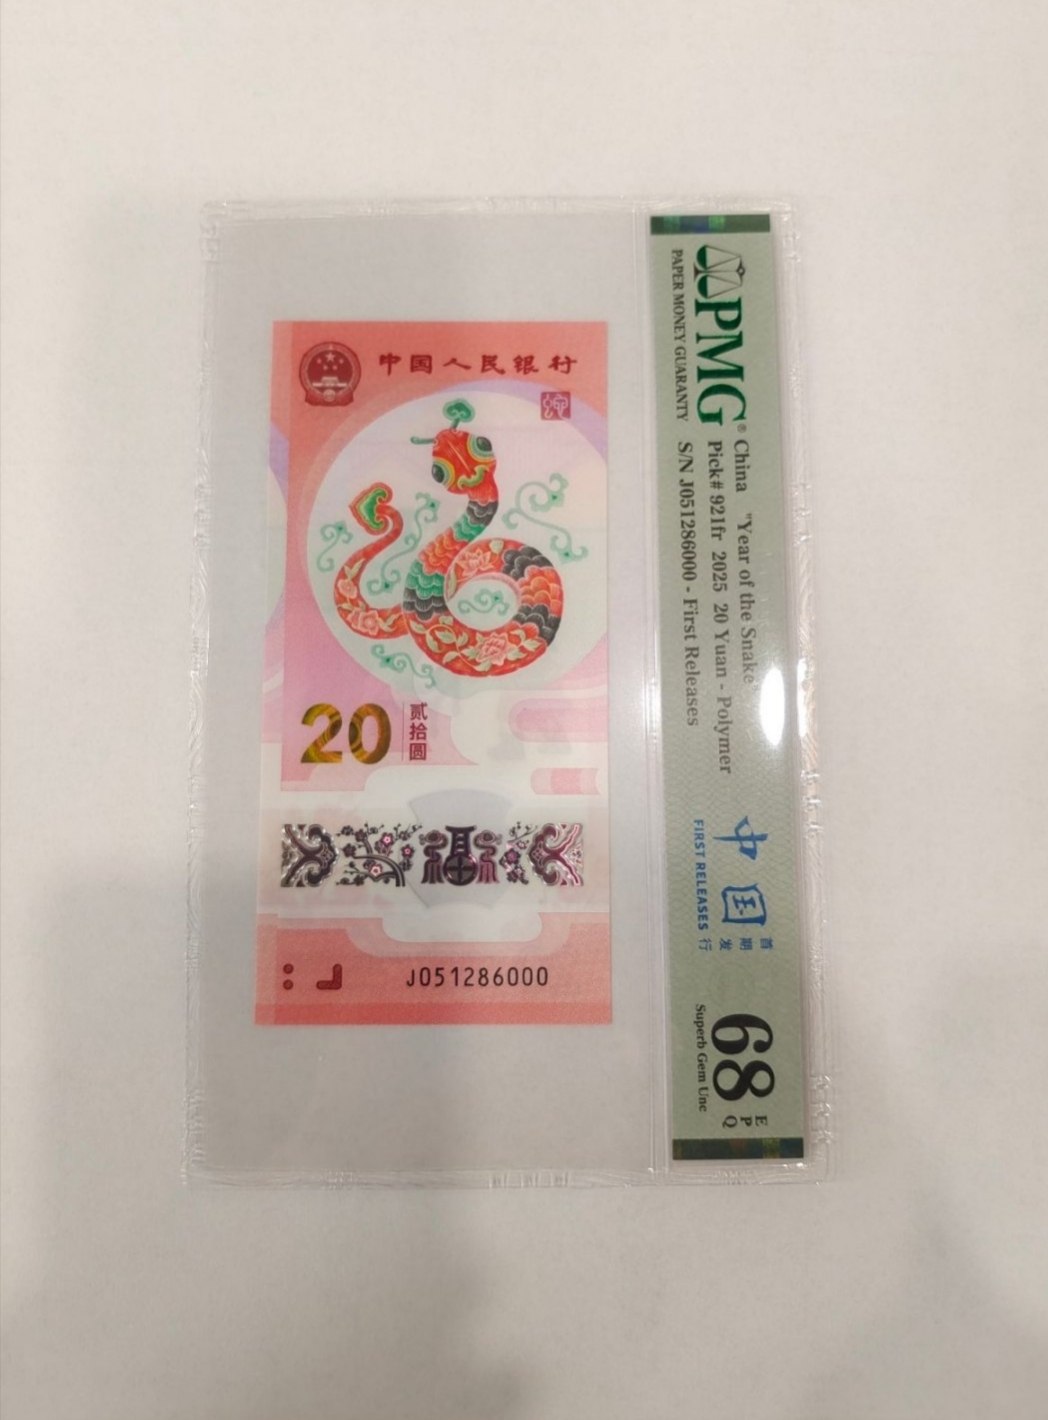 中国人民银行
20
贰拾圆
福
J051286000
PMG®
PAPER MONEY GUARANTY
China "Year of the Snake
Pick# 921fr 2025 20 Yuan - Polymer
S/N J051286000 - First Releases
中国
首期发行
FIRST RELEASES
68 EPQ
Superb Gem Unc